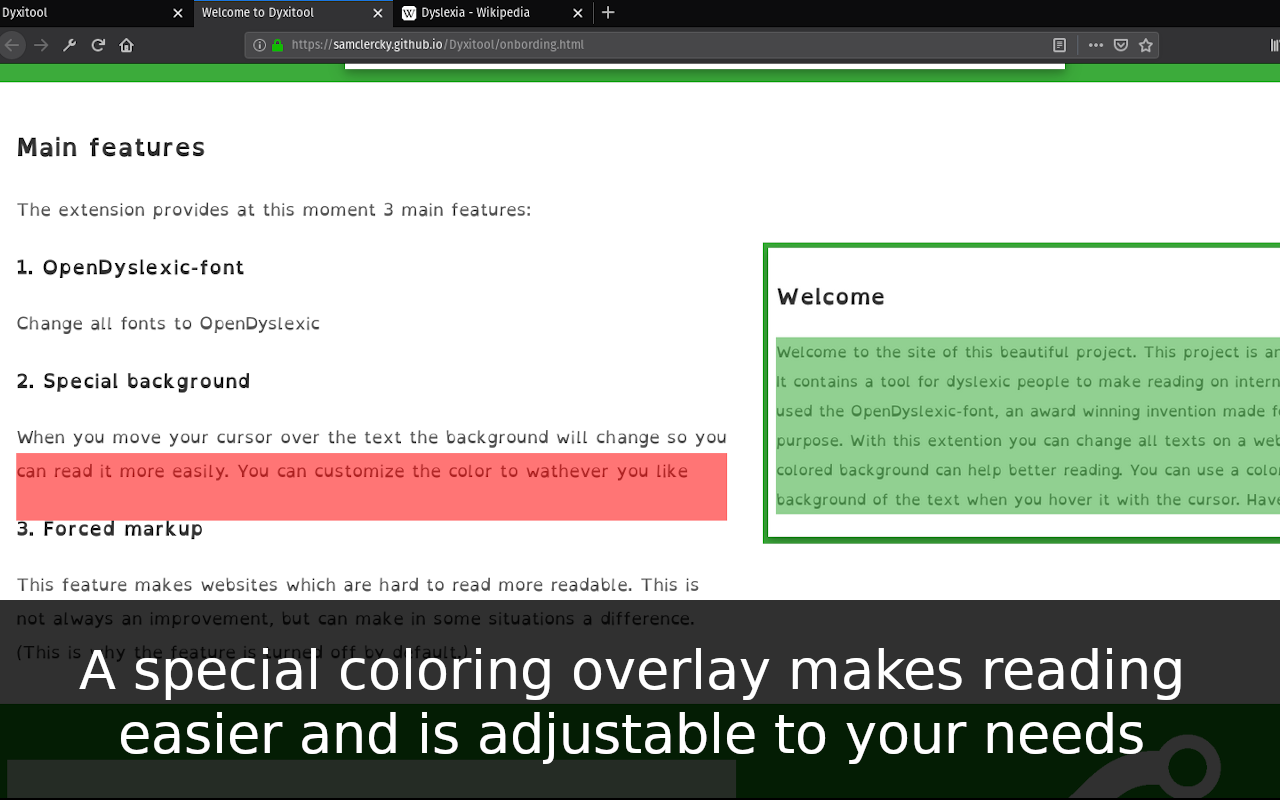 Dyxitool
Welcome to Dyxitool
Dyslexia - Wikipedia
https://samclercky.github.io/Dyxitool/onbording.html
Main features
The extension provides at this moment 3 main features:
1. OpenDyslexic-font
Change all fonts to OpenDyslexic
2. Special background
When you move your cursor over the text the background will change so you
can read it more easily. You can customize the color to wathever you like
3. Forced markup
This feature makes websites which are hard to read more readable. This is
not always an improvement, but can make in some situations a difference.
(This is why the feature is turned off by default.)
Welcome
Welcome to the site of this beautiful project. This project is
It contains a tool for dyslexic people to make reading on
used the OpenDyslexic-font, an award winning invention made
purpose. With this extention you can change all texts on a
colored background can help better reading. You can use a
background of the text when you hover it with the cursor. Have
A special coloring overlay makes reading
easier and is adjustable to your needs